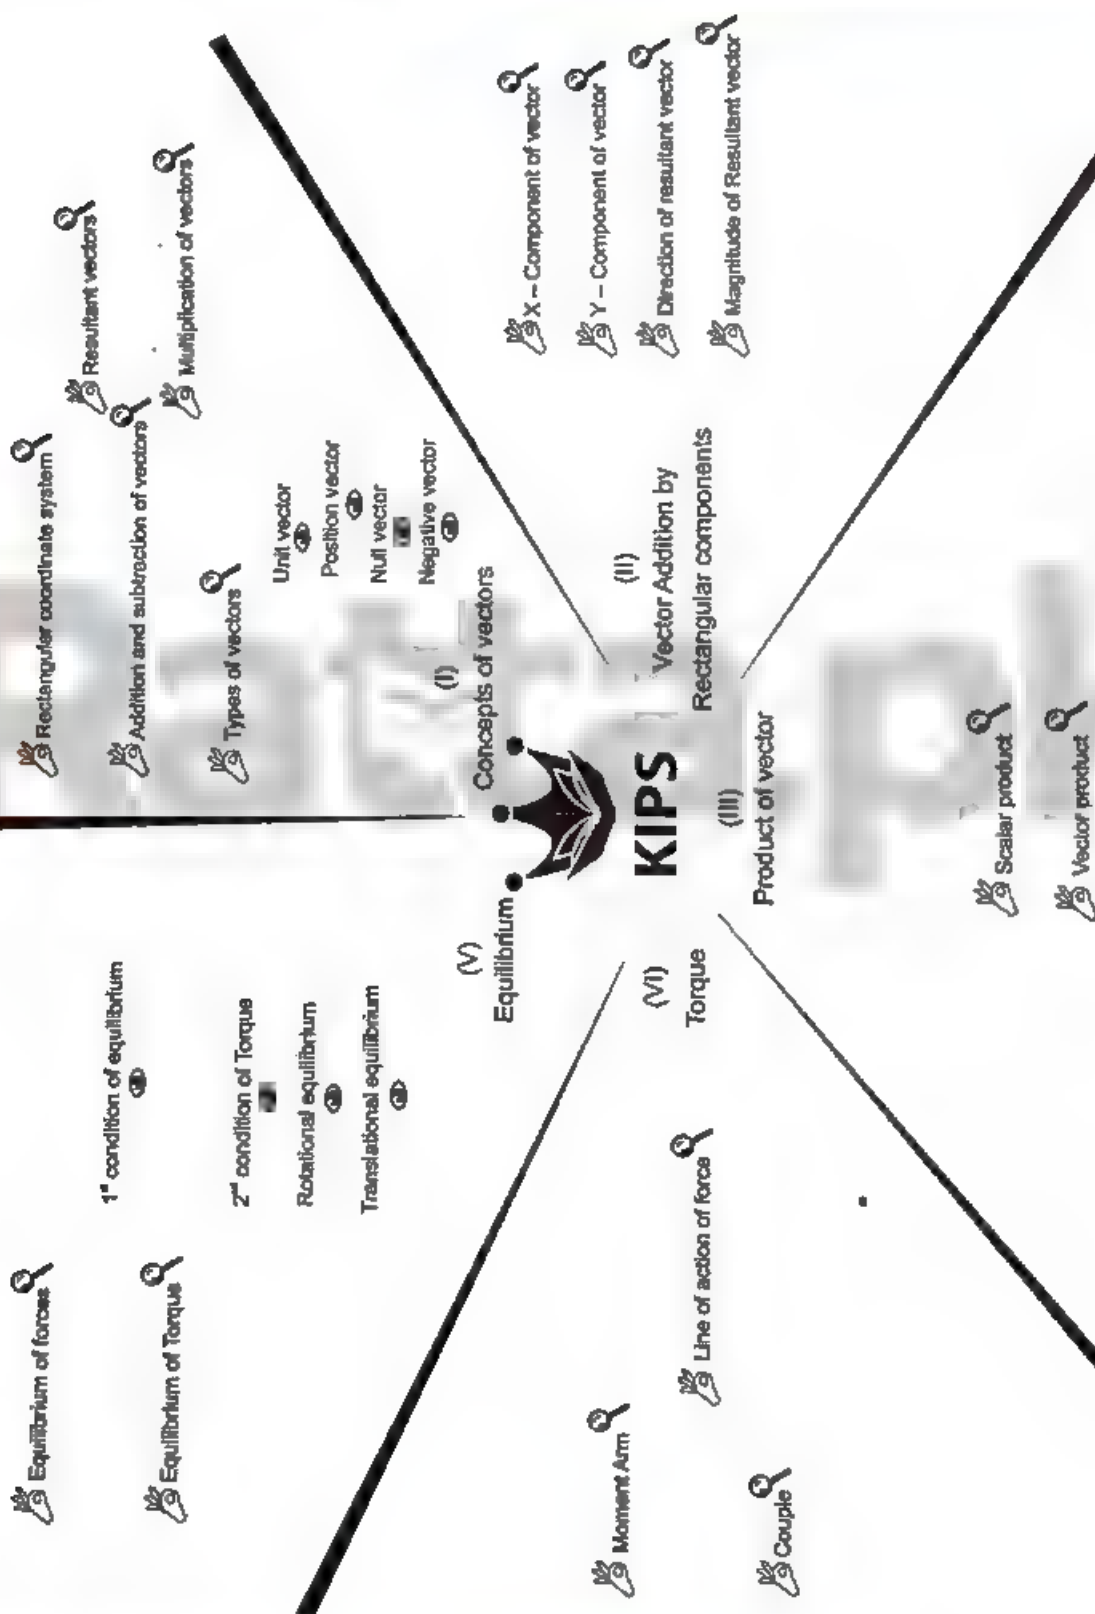 Rectangular coordinate system
Resultant vectors
Addition and subtraction of vectors
Multiplication of vectors
Types of vectors
Unit vector
Position vector
Null vector
Negative vector
(I)
Concepts of vectors
X – Component of vector
Y – Component of vector
Direction of resultant vector
Magnitude of Resultant vector
(II)
Vector Addition by
Rectangular components
KIPS
(III)
Product of vector
Scalar product
Vector product
(VI)
Torque
Moment Arm
Line of action of force
Couple
(V)
Equilibrium
Equilibrium of forces
1st condition of equilibrium
Equilibrium of Torque
2nd condition of Torque
Rotational equilibrium
Translational equilibrium